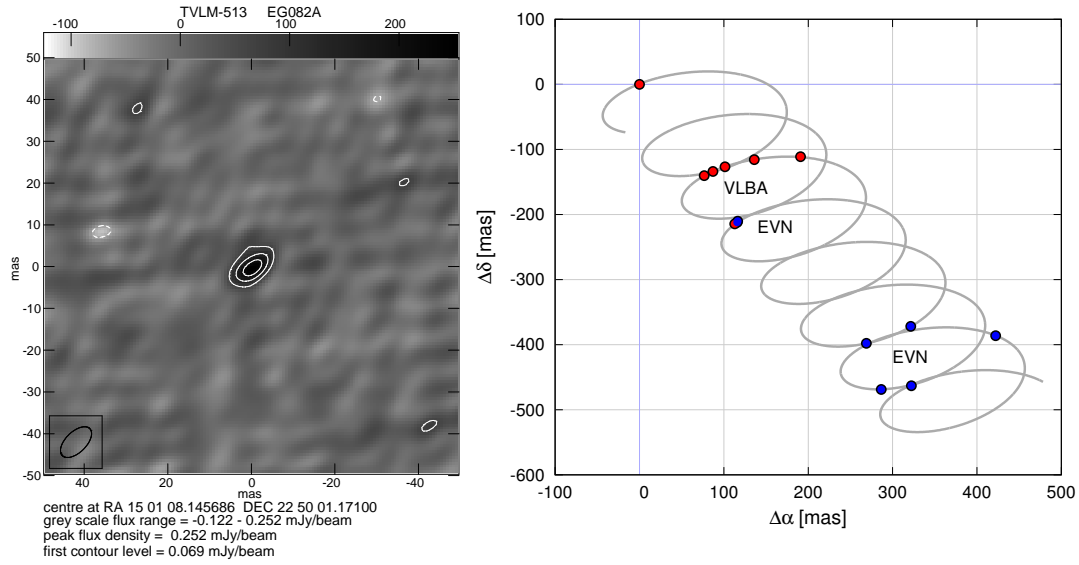 TVLM-513 EG082A
-100 0 100 200
50
40
30
20
10
0
-10
-20
-30
-40
-50
mas
40 20 0 -20 -40
mas
centre at RA 15 01 08.145686 DEC 22 50 01.17100
grey scale flux range = -0.122 - 0.252 mJy/beam
peak flux density = 0.252 mJy/beam
first contour level = 0.069 mJy/beam
100
0
-100
-200
-300
-400
-500
-600
Δδ [mas]
VLBA
EVN
EVN
-100 0 100 200 300 400 500
Δα [mas]